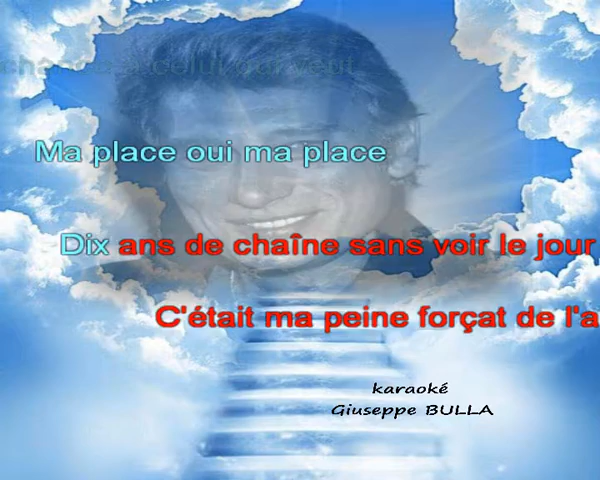 Ma place oui ma place
Dix ans de chaîne sans voir le jour
C'était ma peine forçat de l'a
karaoké
Giuseppe BULLA